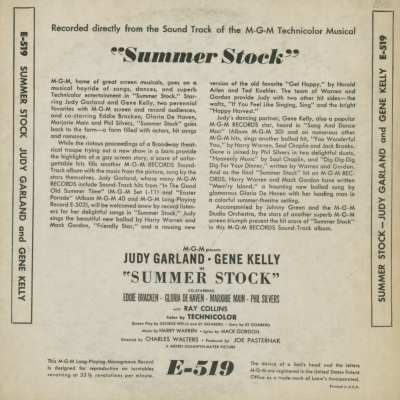 Recorded directly from the Sound Track of the M-G-M Technicolor Musical
"Summer Stock"
M-G-M, home of great screen musicals, goes on a musical hayride of songs, dances, and superb
Technicolor entertainment in "Summer Stock." Starring Judy Garland and Gene Kelly, two perennial
favorites with M-G-M screen and record audiences, and co-starring Eddie Bracken, Gloria De Haven,
Marjorie Main and Phil Silvers, "Summer Stock" goes back to the farm—a farm filled with actors, hit songs
and romance.
While the riotous proceedings of a Broadway theatrical troupe trying out a new show in a barn provide
the highlights of a gay screen story, a score of unforgettable hits fills another M-G-M RECORDS Sound-
Track album with the music from the picture, sung by the stars themselves. Judy Garland, whose many M-G-M
RECORDS include Sound-Track hits from "In The Good Old Summer Time" (M-G-M Set L-11) and "Easter
Parade" (Album M-G-M 40 and M-G-M Long Playing Record E-502), will be welcomed anew by record listeners
for her delightful songs in "Summer Stock." Judy sings the beautiful new ballad by Harry Warren and
Mack Gordon, "Friendly Star," and a rousing new
version of the old favorite "Get Happy," by Harold
Arlen and Ted Koehler. The team of Warren and
Gordon provide Judy with two other hit sides—the
waltz, "If You Feel Like Singing, Sing" and the bright
"Happy Harvest."
Judy's dancing partner, Gene Kelly, also a popular
M-G-M RECORDS star, heard in "Song And Dance
Man" (Album M-G-M 30) and on numerous other
M-G-M hits, sings another ballad hit, "You Wonderful
You," by Harry Warren, Saul Chaplin and Jack Brooks.
Gene is joined by Phil Silvers in two delightful duets,
"Heavenly Music" by Saul Chaplin, and "Dig-Dig-Dig
Dig For Your Dinner," written by Warren and Gordon.
And as the final "Summer Stock" hit on M-G-M RECORDS,
Harry Warren and Mack Gordon have written
"Mem'ry Island," a haunting new ballad sung by
glamorous Gloria De Haven with her leading man in
a colorful summer-theatre setting.
Accompanied by Johnny Green and the M-G-M
Studio Orchestra, the stars of another superb M-G-M
screen triumph present the hit score of "Summer Stock"
in this M-G-M RECORDS Sound-Track album.
M-G-M presents
JUDY GARLAND · GENE KELLY
IN
"SUMMER STOCK"
CO-STARRING
EDDIE BRACKEN · GLORIA DE HAVEN · MARJORIE MAIN · PHIL SILVERS
WITH RAY COLLINS
Color by TECHNICOLOR
Screen Play by GEORGE WELLS and SY GOMBERG · Story by SY GOMBERG
Music by HARRY WARREN · Lyrics by MACK GORDON
Directed by CHARLES WALTERS · Produced by JOE PASTERNAK
A METRO-GOLDWYN-MAYER PICTURE
This M-G-M Long-Playing Microgroove Record
is designed for reproduction on turntables
revolving at 33⅓ revolutions per minute.
E-519
The device of a lion's head and the letters
M-G-M are registered in the United States Patent
Office as a trade-mark of Loew's Incorporated.
Printed in U.S.A.
E-519 SUMMER STOCK JUDY GARLAND and GENE KELLY
SUMMER STOCK—JUDY GARLAND and GENE KELLY E-519